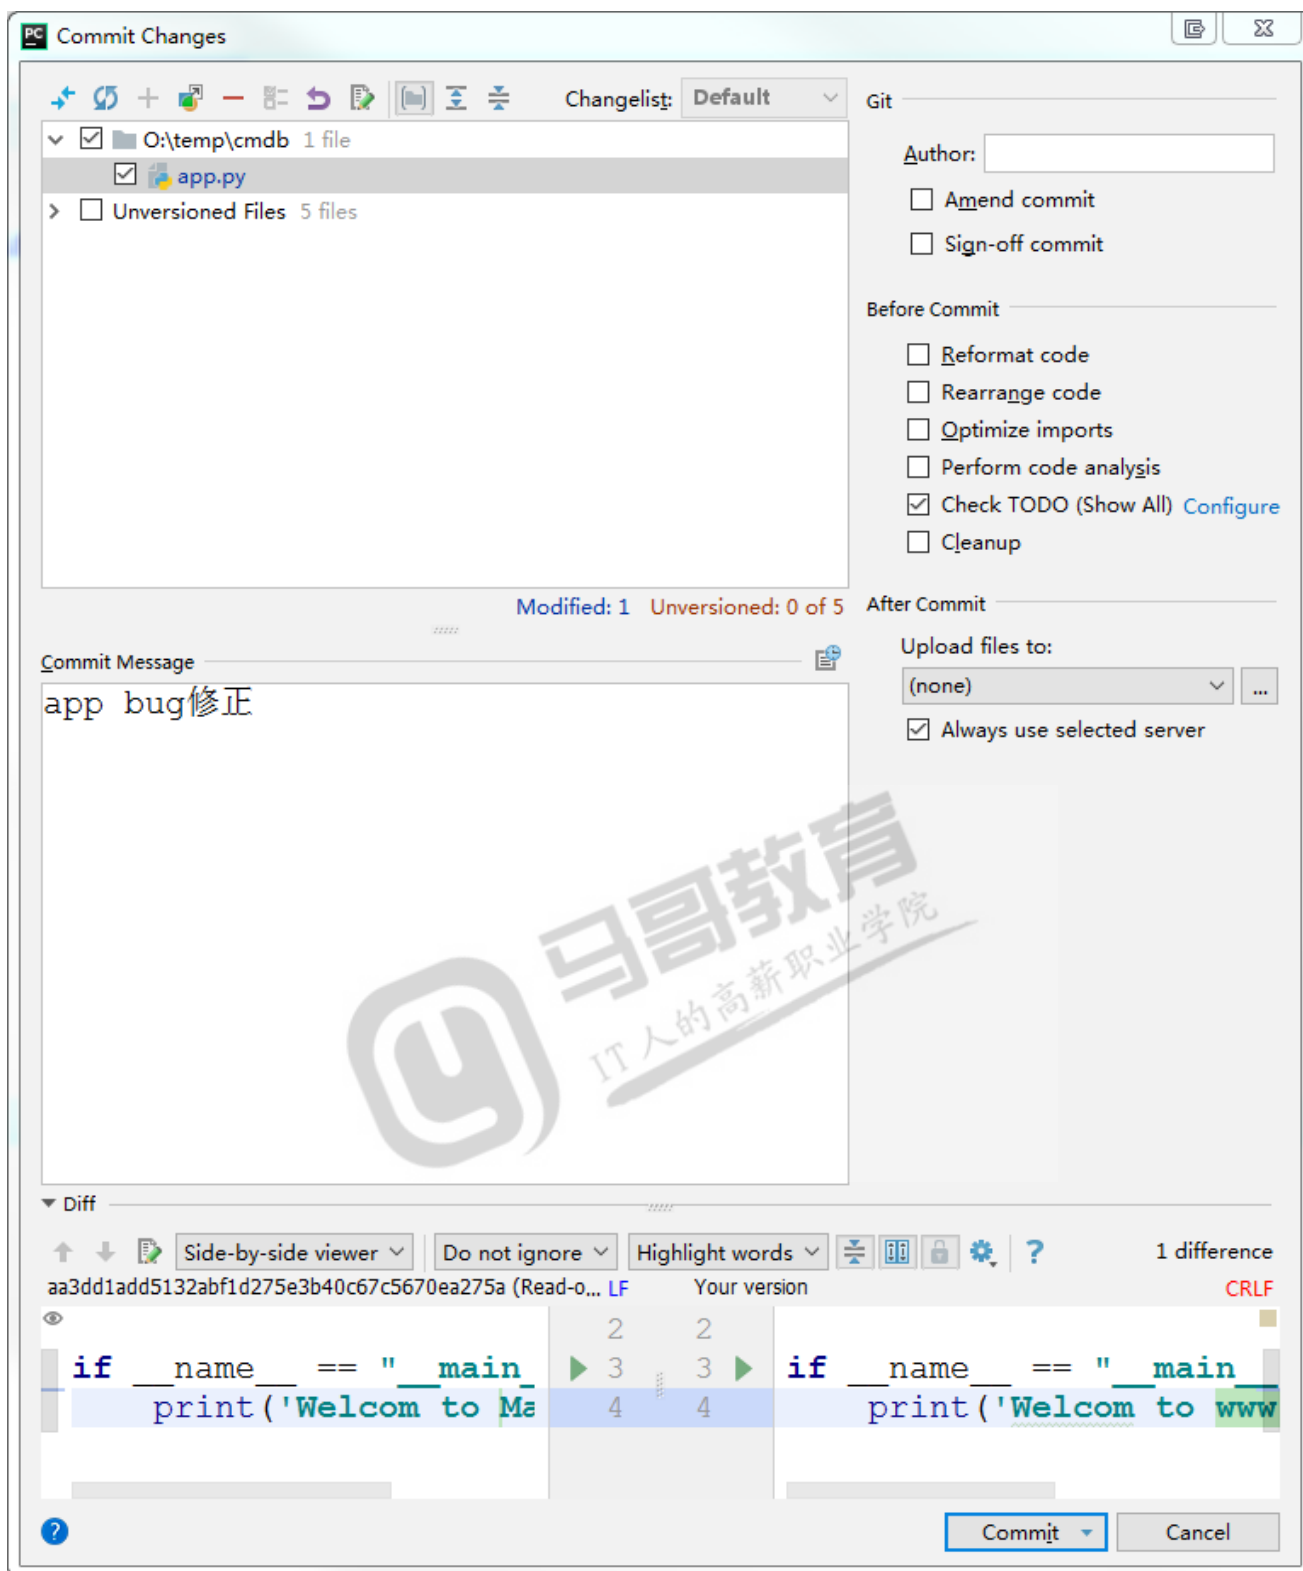 PC Commit Changes
Changelist: Default
O:\temp\cmdb 1 file
app.py
Unversioned Files 5 files
Modified: 1 Unversioned: 0 of 5
Git
Author:
Amend commit
Sign-off commit
Before Commit
Reformat code
Rearrange code
Optimize imports
Perform code analysis
Check TODO (Show All) Configure
Cleanup
After Commit
Upload files to:
(none) ...
Always use selected server
Commit Message
app bug修正
马哥教育
IT人的高薪职业学院
Diff
Side-by-side viewer Do not ignore Highlight words ? 1 difference
aa3dd1add5132abf1d275e3b40c67c5670ea275a (Read-o... LF Your version CRLF
2 2
if __name__ == "__main_ 3 3 if __name__ == "__main__
print('Welcom to Ma 4 4 print('Welcom to www
? Commit Cancel